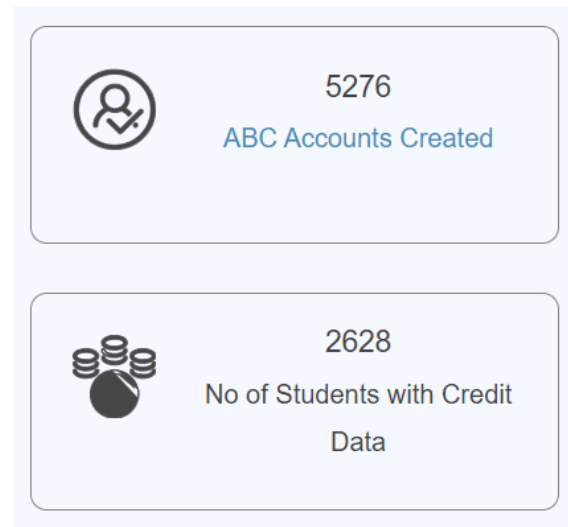 5276
ABC Accounts Created
2628
No of Students with Credit
Data